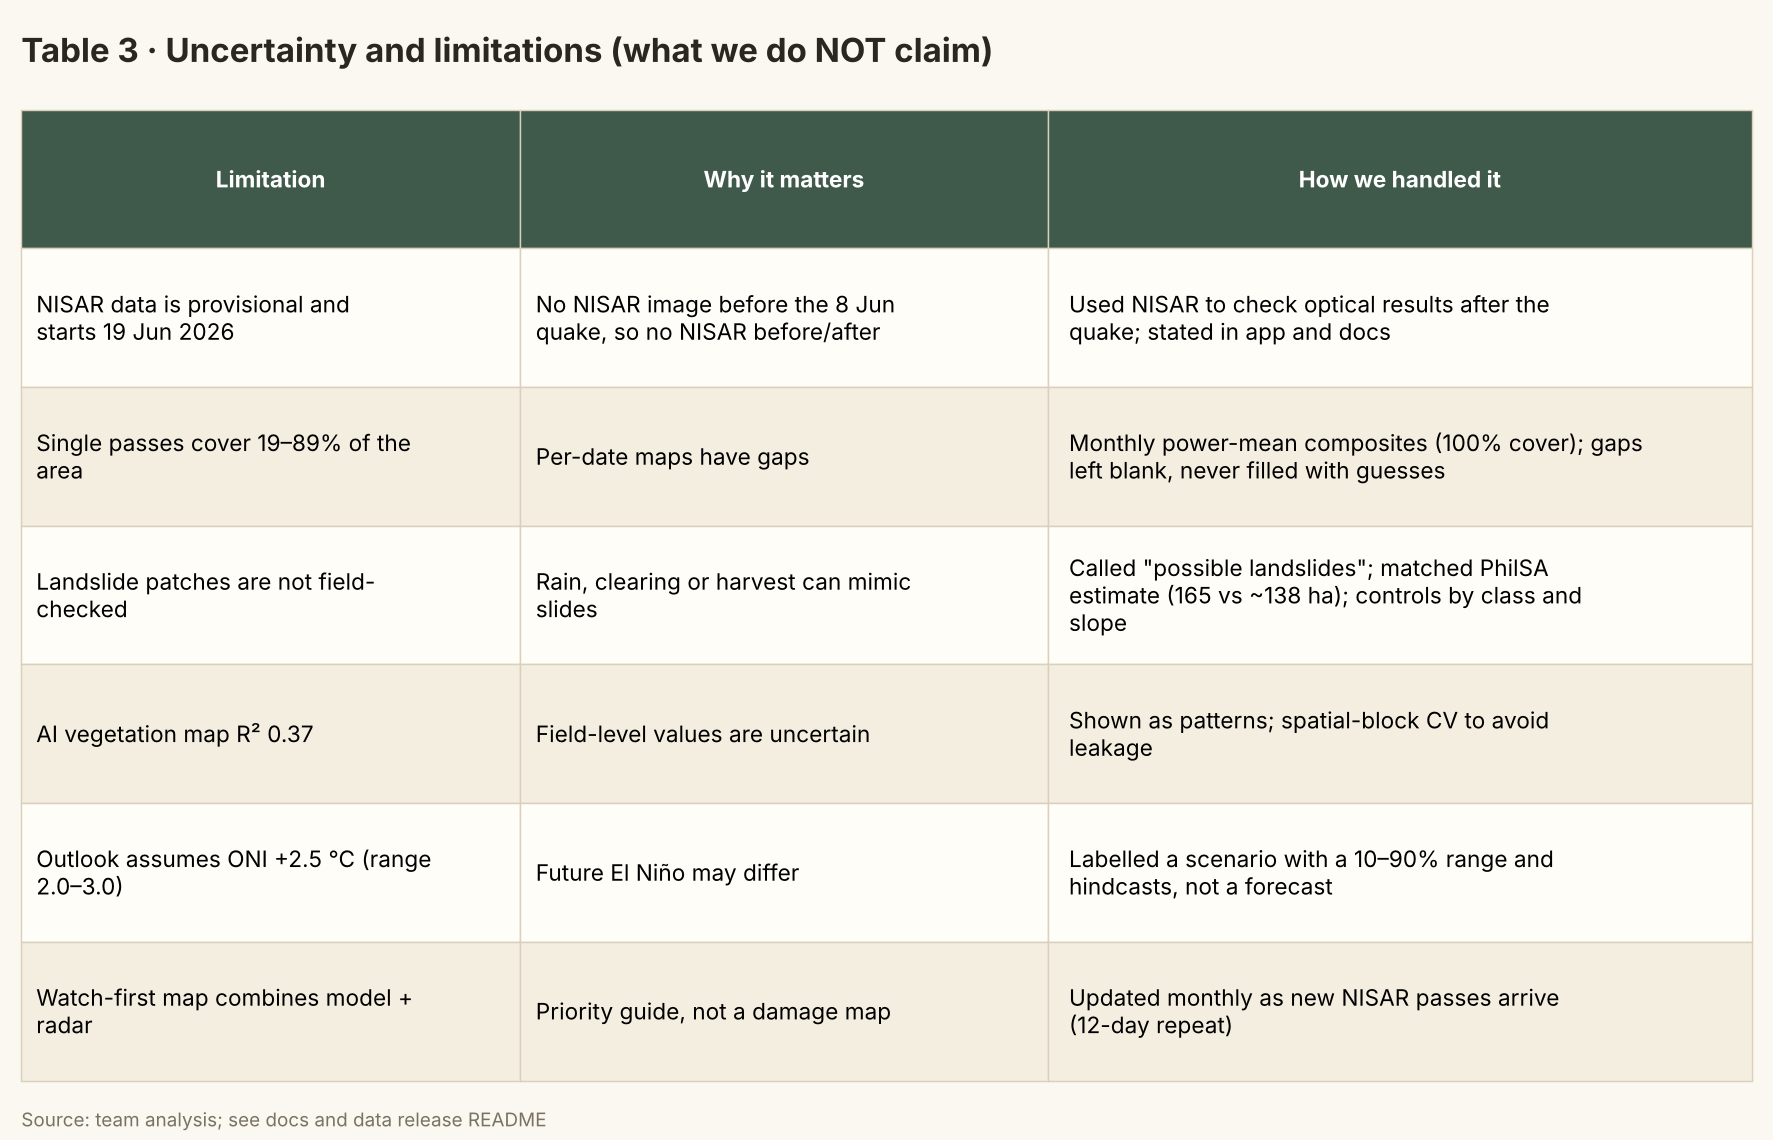 Table 3 · Uncertainty and limitations (what we do NOT claim)
Limitation
Why it matters
How we handled it
NISAR data is provisional and
starts 19 Jun 2026
No NISAR image before the 8 Jun
quake, so no NISAR before/after
Used NISAR to check optical results after the
quake; stated in app and docs
Single passes cover 19–89% of the
area
Per-date maps have gaps
Monthly power-mean composites (100% cover); gaps
left blank, never filled with guesses
Landslide patches are not field-
checked
Rain, clearing or harvest can mimic
slides
Called "possible landslides"; matched PhilSA
estimate (165 vs ~138 ha); controls by class and
slope
AI vegetation map R² 0.37
Field-level values are uncertain
Shown as patterns; spatial-block CV to avoid
leakage
Outlook assumes ONI +2.5 °C (range
2.0–3.0)
Future El Niño may differ
Labelled a scenario with a 10–90% range and
hindcasts, not a forecast
Watch-first map combines model +
radar
Priority guide, not a damage map
Updated monthly as new NISAR passes arrive
(12-day repeat)
Source: team analysis; see docs and data release README